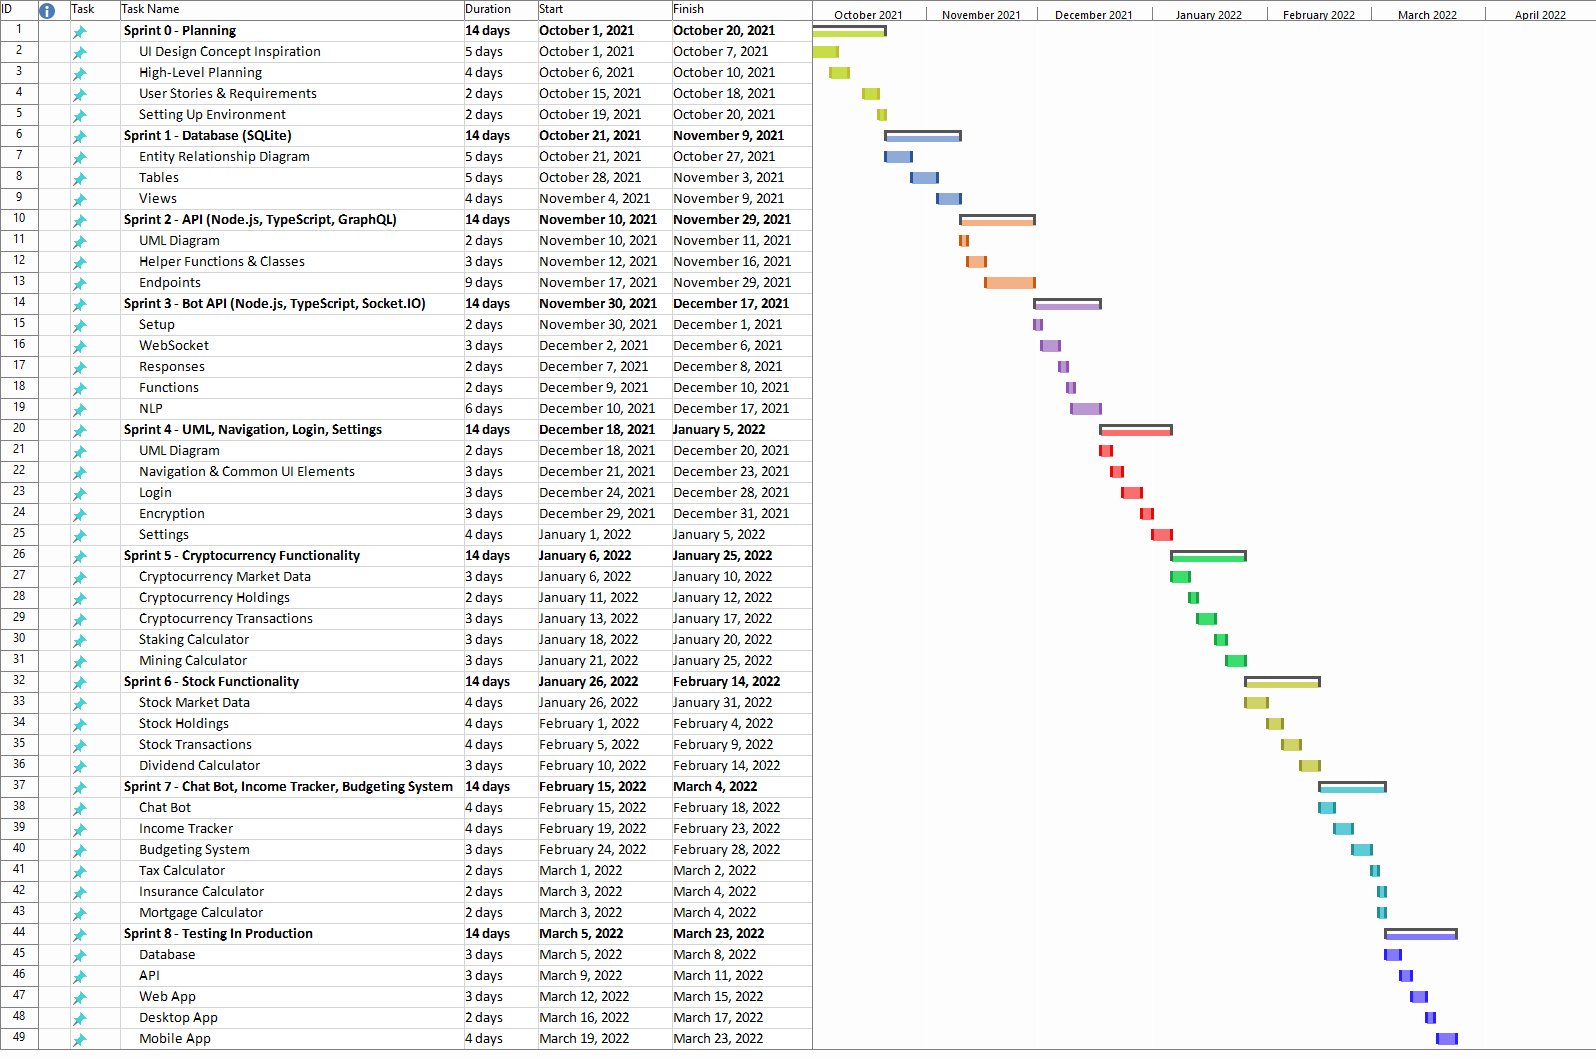 ID Task Task Name Duration Start Finish October 2021 November 2021 December 2021 January 2022 February 2022 March 2022 April 2022
1 Sprint 0 - Planning 14 days October 1, 2021 October 20, 2021
2 UI Design Concept Inspiration 5 days October 1, 2021 October 7, 2021
3 High-Level Planning 4 days October 6, 2021 October 10, 2021
4 User Stories & Requirements 2 days October 15, 2021 October 18, 2021
5 Setting Up Environment 2 days October 19, 2021 October 20, 2021
6 Sprint 1 - Database (SQLite) 14 days October 21, 2021 November 9, 2021
7 Entity Relationship Diagram 5 days October 21, 2021 October 27, 2021
8 Tables 5 days October 28, 2021 November 3, 2021
9 Views 4 days November 4, 2021 November 9, 2021
10 Sprint 2 - API (Node.js, TypeScript, GraphQL) 14 days November 10, 2021 November 29, 2021
11 UML Diagram 2 days November 10, 2021 November 11, 2021
12 Helper Functions & Classes 3 days November 12, 2021 November 16, 2021
13 Endpoints 9 days November 17, 2021 November 29, 2021
14 Sprint 3 - Bot API (Node.js, TypeScript, Socket.IO) 14 days November 30, 2021 December 17, 2021
15 Setup 2 days November 30, 2021 December 1, 2021
16 WebSocket 3 days December 2, 2021 December 6, 2021
17 Responses 2 days December 7, 2021 December 8, 2021
18 Functions 2 days December 9, 2021 December 10, 2021
19 NLP 6 days December 10, 2021 December 17, 2021
20 Sprint 4 - UML, Navigation, Login, Settings 14 days December 18, 2021 January 5, 2022
21 UML Diagram 2 days December 18, 2021 December 20, 2021
22 Navigation & Common UI Elements 3 days December 21, 2021 December 23, 2021
23 Login 3 days December 24, 2021 December 28, 2021
24 Encryption 3 days December 29, 2021 December 31, 2021
25 Settings 4 days January 1, 2022 January 5, 2022
26 Sprint 5 - Cryptocurrency Functionality 14 days January 6, 2022 January 25, 2022
27 Cryptocurrency Market Data 3 days January 6, 2022 January 10, 2022
28 Cryptocurrency Holdings 2 days January 11, 2022 January 12, 2022
29 Cryptocurrency Transactions 3 days January 13, 2022 January 17, 2022
30 Staking Calculator 3 days January 18, 2022 January 20, 2022
31 Mining Calculator 3 days January 21, 2022 January 25, 2022
32 Sprint 6 - Stock Functionality 14 days January 26, 2022 February 14, 2022
33 Stock Market Data 4 days January 26, 2022 January 31, 2022
34 Stock Holdings 4 days February 1, 2022 February 4, 2022
35 Stock Transactions 4 days February 5, 2022 February 9, 2022
36 Dividend Calculator 3 days February 10, 2022 February 14, 2022
37 Sprint 7 - Chat Bot, Income Tracker, Budgeting System 14 days February 15, 2022 March 4, 2022
38 Chat Bot 4 days February 15, 2022 February 18, 2022
39 Income Tracker 4 days February 19, 2022 February 23, 2022
40 Budgeting System 3 days February 24, 2022 February 28, 2022
41 Tax Calculator 2 days March 1, 2022 March 2, 2022
42 Insurance Calculator 2 days March 3, 2022 March 4, 2022
43 Mortgage Calculator 2 days March 3, 2022 March 4, 2022
44 Sprint 8 - Testing In Production 14 days March 5, 2022 March 23, 2022
45 Database 3 days March 5, 2022 March 8, 2022
46 API 3 days March 9, 2022 March 11, 2022
47 Web App 3 days March 12, 2022 March 15, 2022
48 Desktop App 2 days March 16, 2022 March 17, 2022
49 Mobile App 4 days March 19, 2022 March 23, 2022